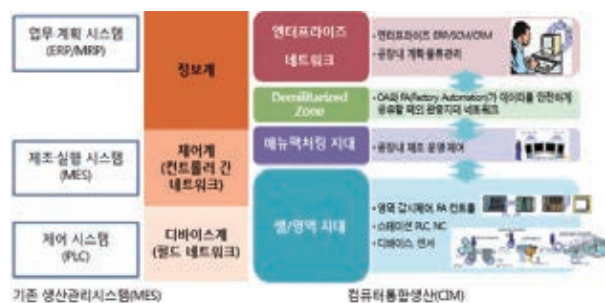 업무 계획 시스템
(ERP/MRP)
제조 실행 시스템
(MES)
제어 시스템
(PLC)
정보계
제어계
(컨트롤러 간
네트워크)
디바이스계
(필드 네트워크)
엔터프라이즈
네트워크
Demilitarized
Zone
매뉴팩처링 지대
셀/영역 지대
• 엔터프라이즈 ERP/SCM/CRM
• 공장내 계획 물류관리
• OA와 FA(Factory Automation)가 데이터를 안전하게
공유할 때의 완충지대 네트워크
• 공장내 제조 운영 제어
• 영역 감시제어, FA 컨트롤
• 스테이션 PLC, NC
• 디바이스, 센서
기존 생산관리시스템(MES)
컴퓨터통합생산(CIM)